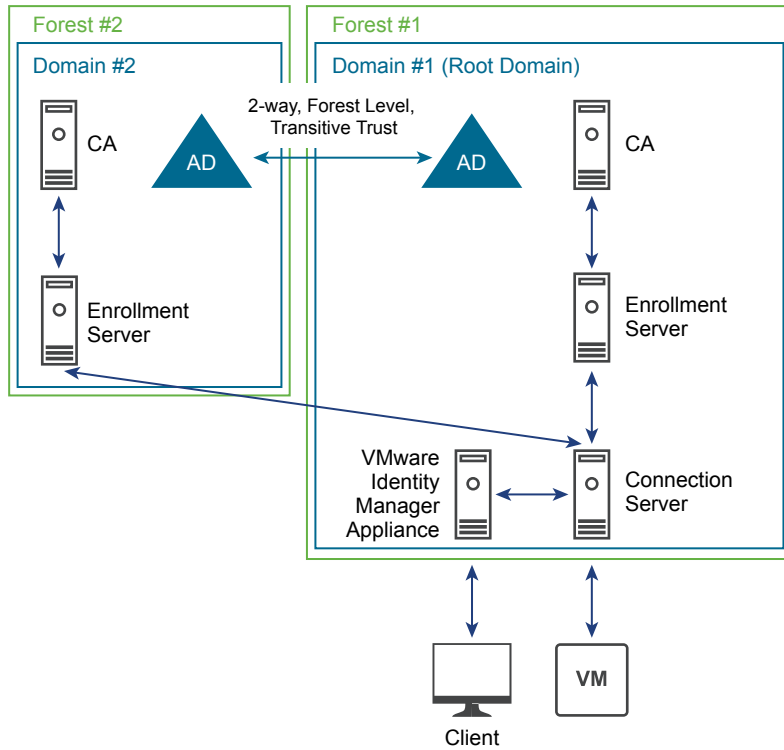 Forest #2
Forest #1
Domain #2
Domain #1 (Root Domain)
2-way, Forest Level,
Transitive Trust
CA
AD
AD
CA
Enrollment
Server
Enrollment
Server
VMware
Identity
Manager
Appliance
Connection
Server
VM
Client